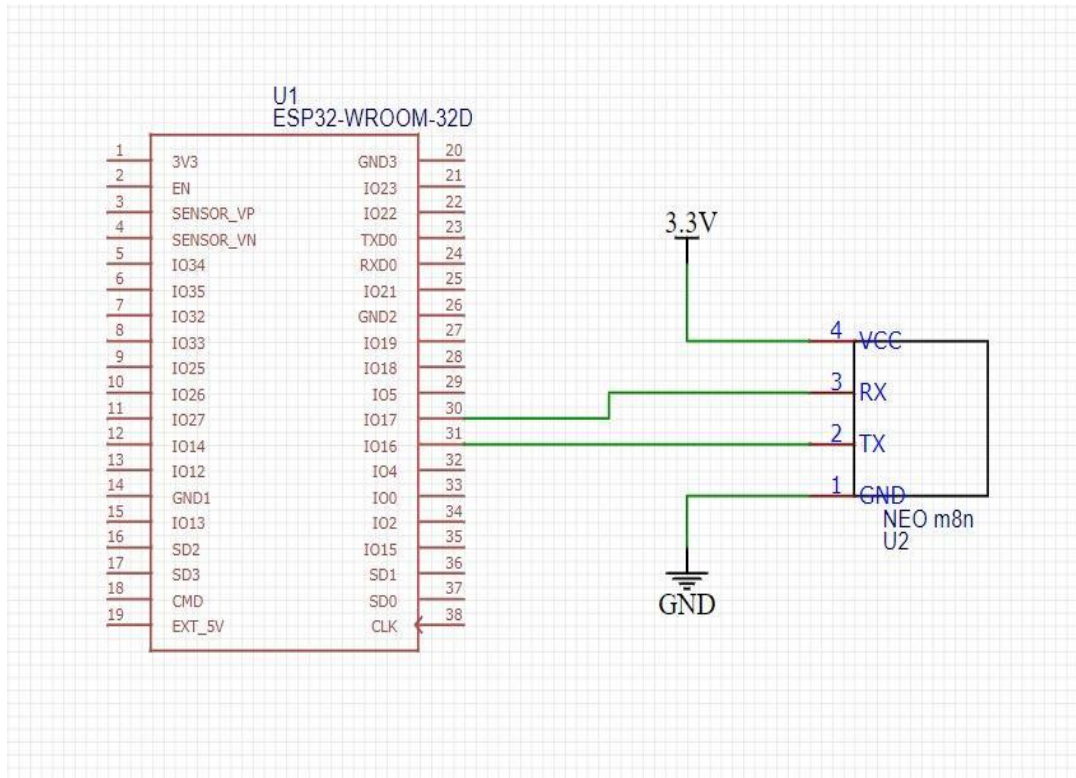 U1
ESP32-WROOM-32D
1 3V3 GND3 20
2 EN IO23 21
3 SENSOR_VP IO22 22
4 SENSOR_VN TXD0 23
5 IO34 RXD0 24
6 IO35 IO21 25
7 IO32 GND2 26
8 IO33 IO19 27
9 IO25 IO18 28
10 IO26 IO5 29
11 IO27 IO17 30
12 IO14 IO16 31
13 IO12 IO4 32
14 GND1 IO0 33
15 IO13 IO2 34
16 SD2 IO15 35
17 SD3 SD1 36
18 CMD SD0 37
19 EXT_5V CLK 38
3.3V
4 VCC
3 RX
2 TX
1 GND
NEO m8n
U2
GND